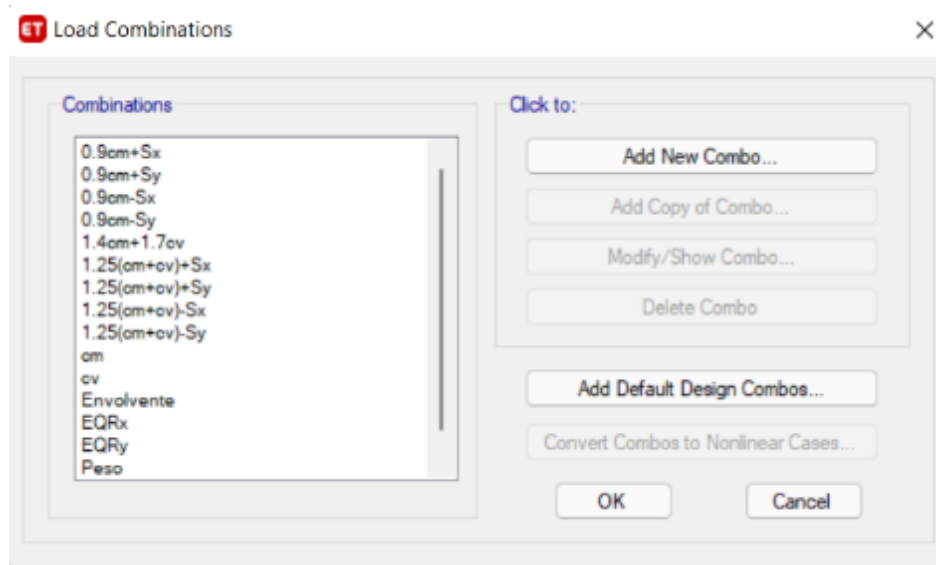 ET Load Combinations
Combinations
0.9cm+Sx
0.9cm+Sy
0.9cm-Sx
0.9cm-Sy
1.4cm+1.7cv
1.25(cm+cv)+Sx
1.25(cm+cv)+Sy
1.25(cm+cv)-Sx
1.25(cm+cv)-Sy
cm
cv
Envolvente
EQRx
EQRy
Peso
Click to:
Add New Combo...
Add Copy of Combo...
Modify/Show Combo...
Delete Combo
Add Default Design Combos...
Convert Combos to Nonlinear Cases...
OK
Cancel